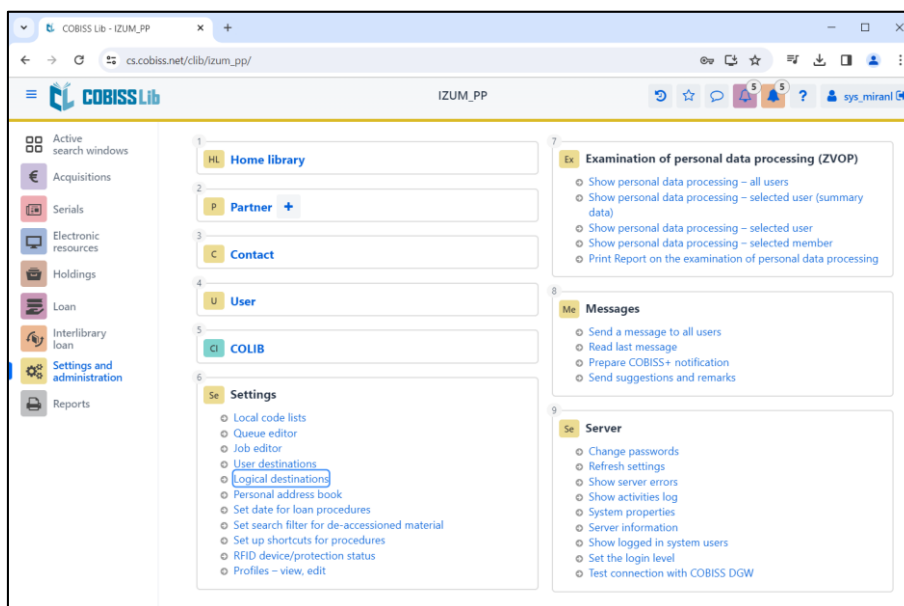 COBISS Lib - IZUM_PP
cs.cobiss.net/clib/izum_pp/
COBISS Lib
IZUM_PP
5
5
?
sys_miranl
Active
search windows
€
Acquisitions
Serials
Electronic
resources
Holdings
Loan
Interlibrary
loan
Settings and
administration
Reports
1
HL Home library
2
P Partner +
3
C Contact
4
U User
5
Cl COLIB
6
Se Settings
Local code lists
Queue editor
Job editor
User destinations
Logical destinations
Personal address book
Set date for loan procedures
Set search filter for de-accessioned material
Set up shortcuts for procedures
RFID device/protection status
Profiles – view, edit
7
Ex Examination of personal data processing (ZVOP)
Show personal data processing – all users
Show personal data processing – selected user (summary
data)
Show personal data processing – selected user
Show personal data processing – selected member
Print Report on the examination of personal data processing
8
Me Messages
Send a message to all users
Read last message
Prepare COBISS+ notification
Send suggestions and remarks
9
Se Server
Change passwords
Refresh settings
Show server errors
Show activities log
System properties
Server information
Show logged in system users
Set the login level
Test connection with COBISS DGW